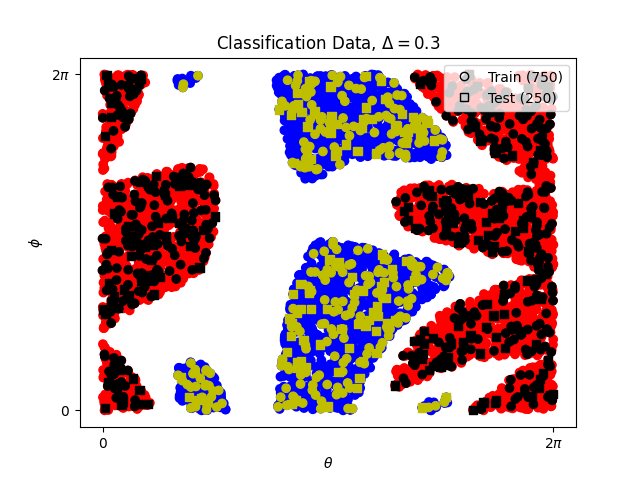 Classification Data, Δ = 0.3
2π
Train (750)
Test (250)
ϕ
0
0
2π
θ